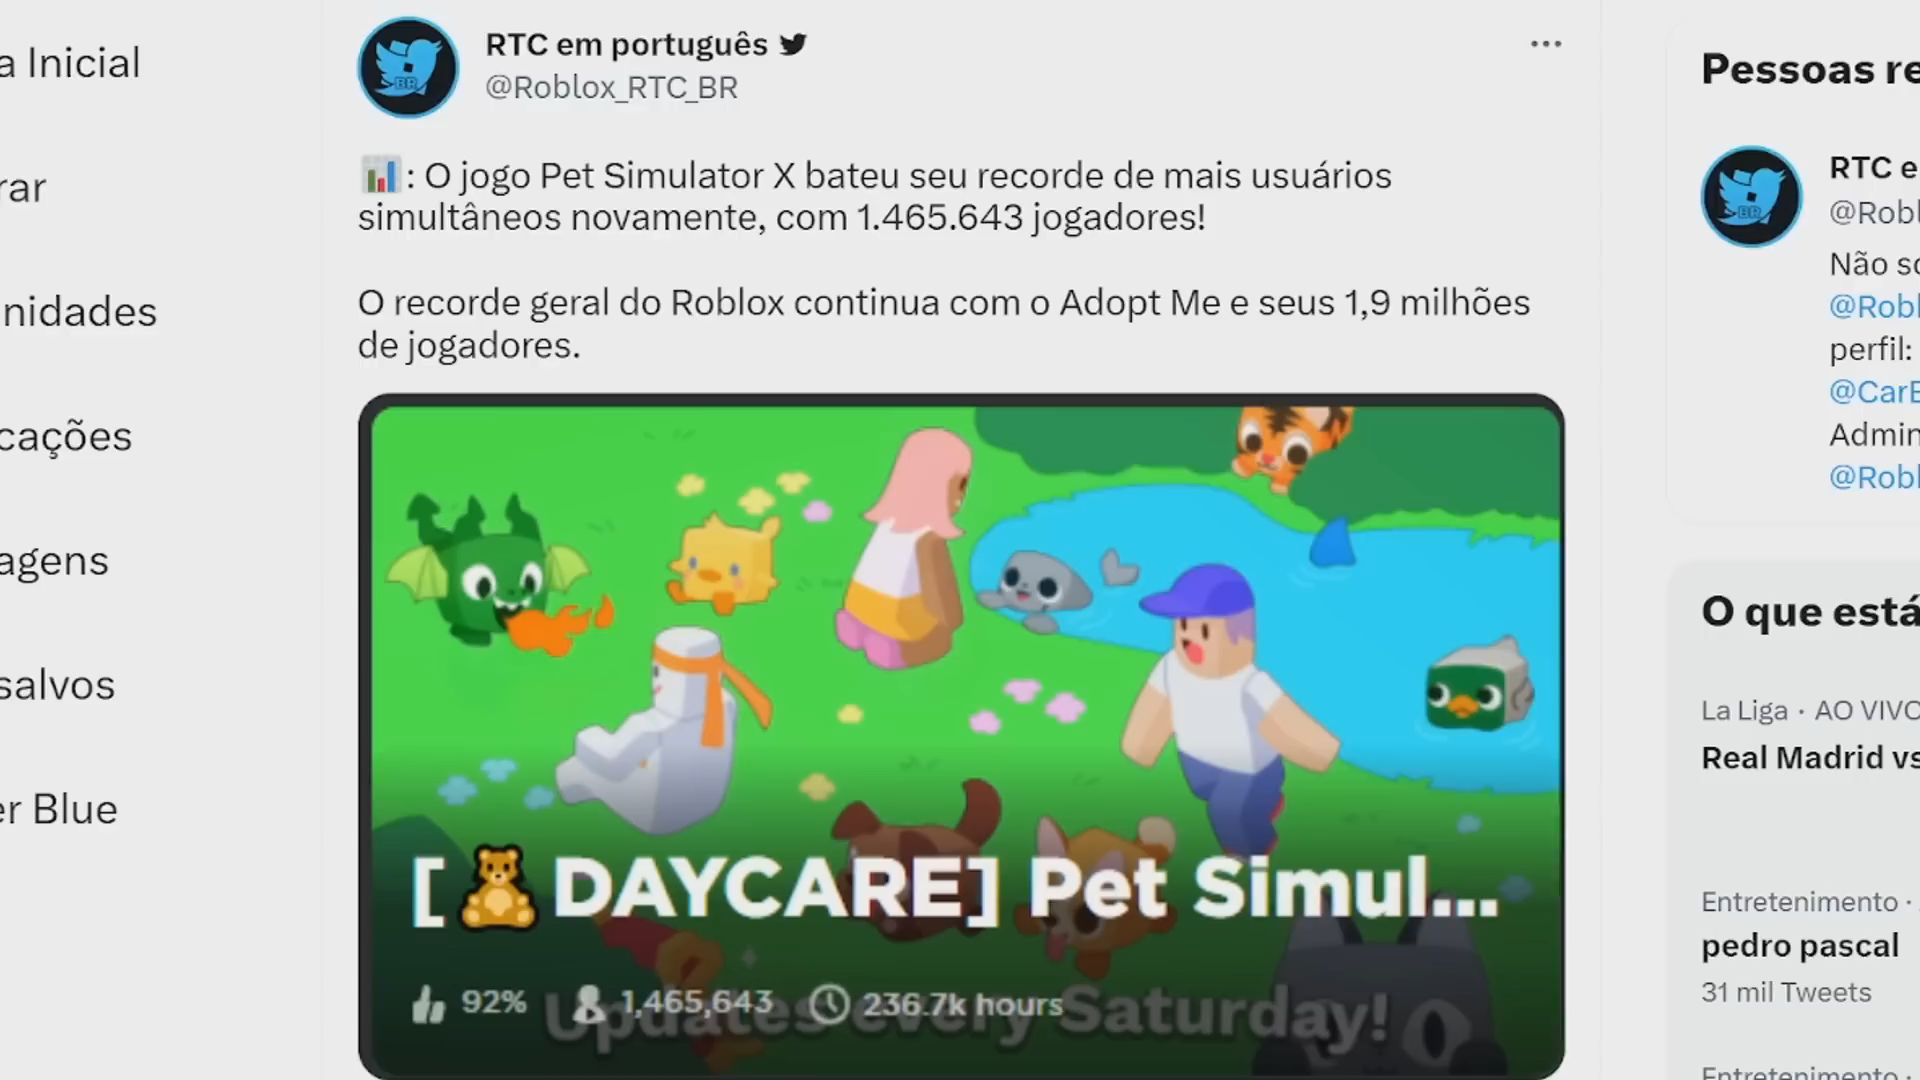 a Inicial
rar
nidades
cações
agens
salvos
er Blue
RTC em português
@Roblox_RTC_BR
BR
: O jogo Pet Simulator X bateu seu recorde de mais usuários
simultâneos novamente, com 1.465.643 jogadores!
O recorde geral do Roblox continua com o Adopt Me e seus 1,9 milhões
de jogadores.
[🧸 DAYCARE] Pet Simul...
92% 1,465,643 236.7k hours
Updates every Saturday!
Pessoas re
RTC e
@Robl
BR
Não so
@Robl
perfil:
@CarE
Admin
@Robl
O que está
La Liga · AO VIVO
Real Madrid vs
Entretenimento ·
pedro pascal
31 mil Tweets
Entretenimento ·